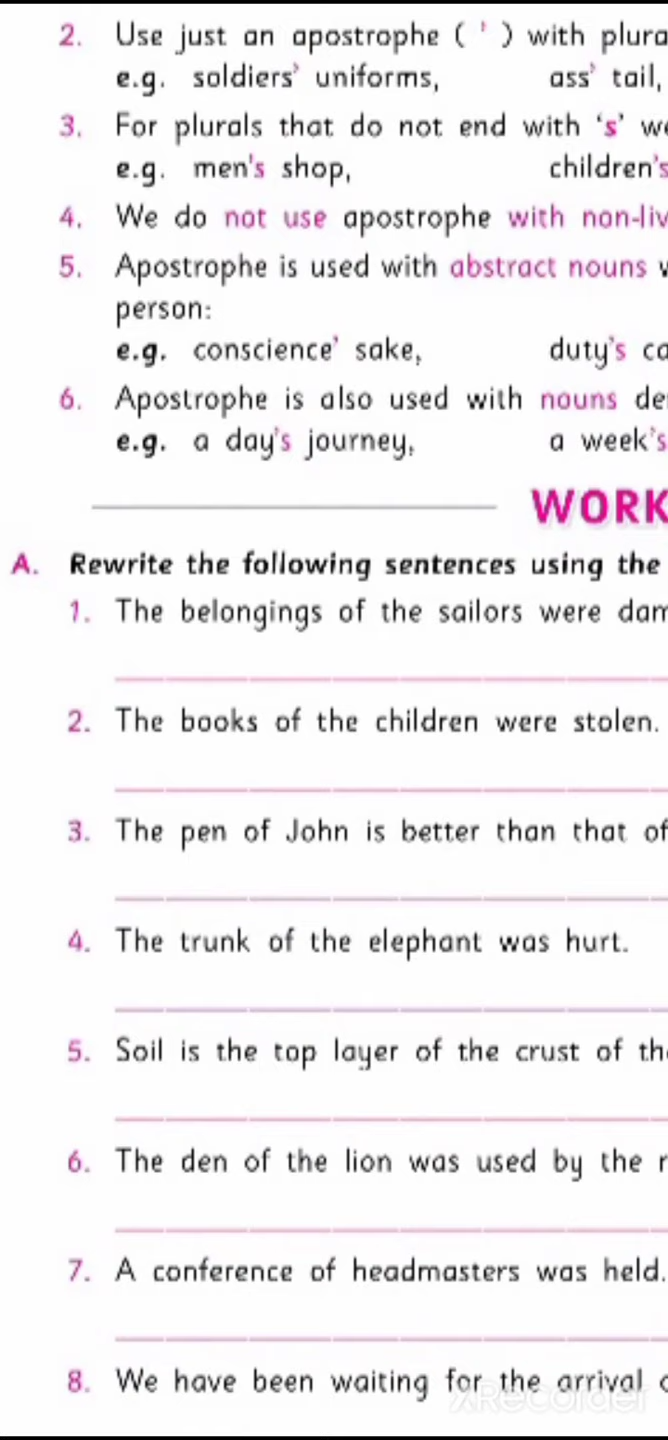 2. Use just an apostrophe ( ' ) with plura
e.g. soldiers' uniforms, ass' tail,
3. For plurals that do not end with ‘s’ we
e.g. men's shop, children's
4. We do not use apostrophe with non-liv
5. Apostrophe is used with abstract nouns w
person:
e.g. conscience' sake, duty's ca
6. Apostrophe is also used with nouns de
e.g. a day's journey, a week's
WORK
A. Rewrite the following sentences using the
1. The belongings of the sailors were dam
2. The books of the children were stolen.
3. The pen of John is better than that of
4. The trunk of the elephant was hurt.
5. Soil is the top layer of the crust of the
6. The den of the lion was used by the r
7. A conference of headmasters was held.
8. We have been waiting for the arrival o
XRecorder